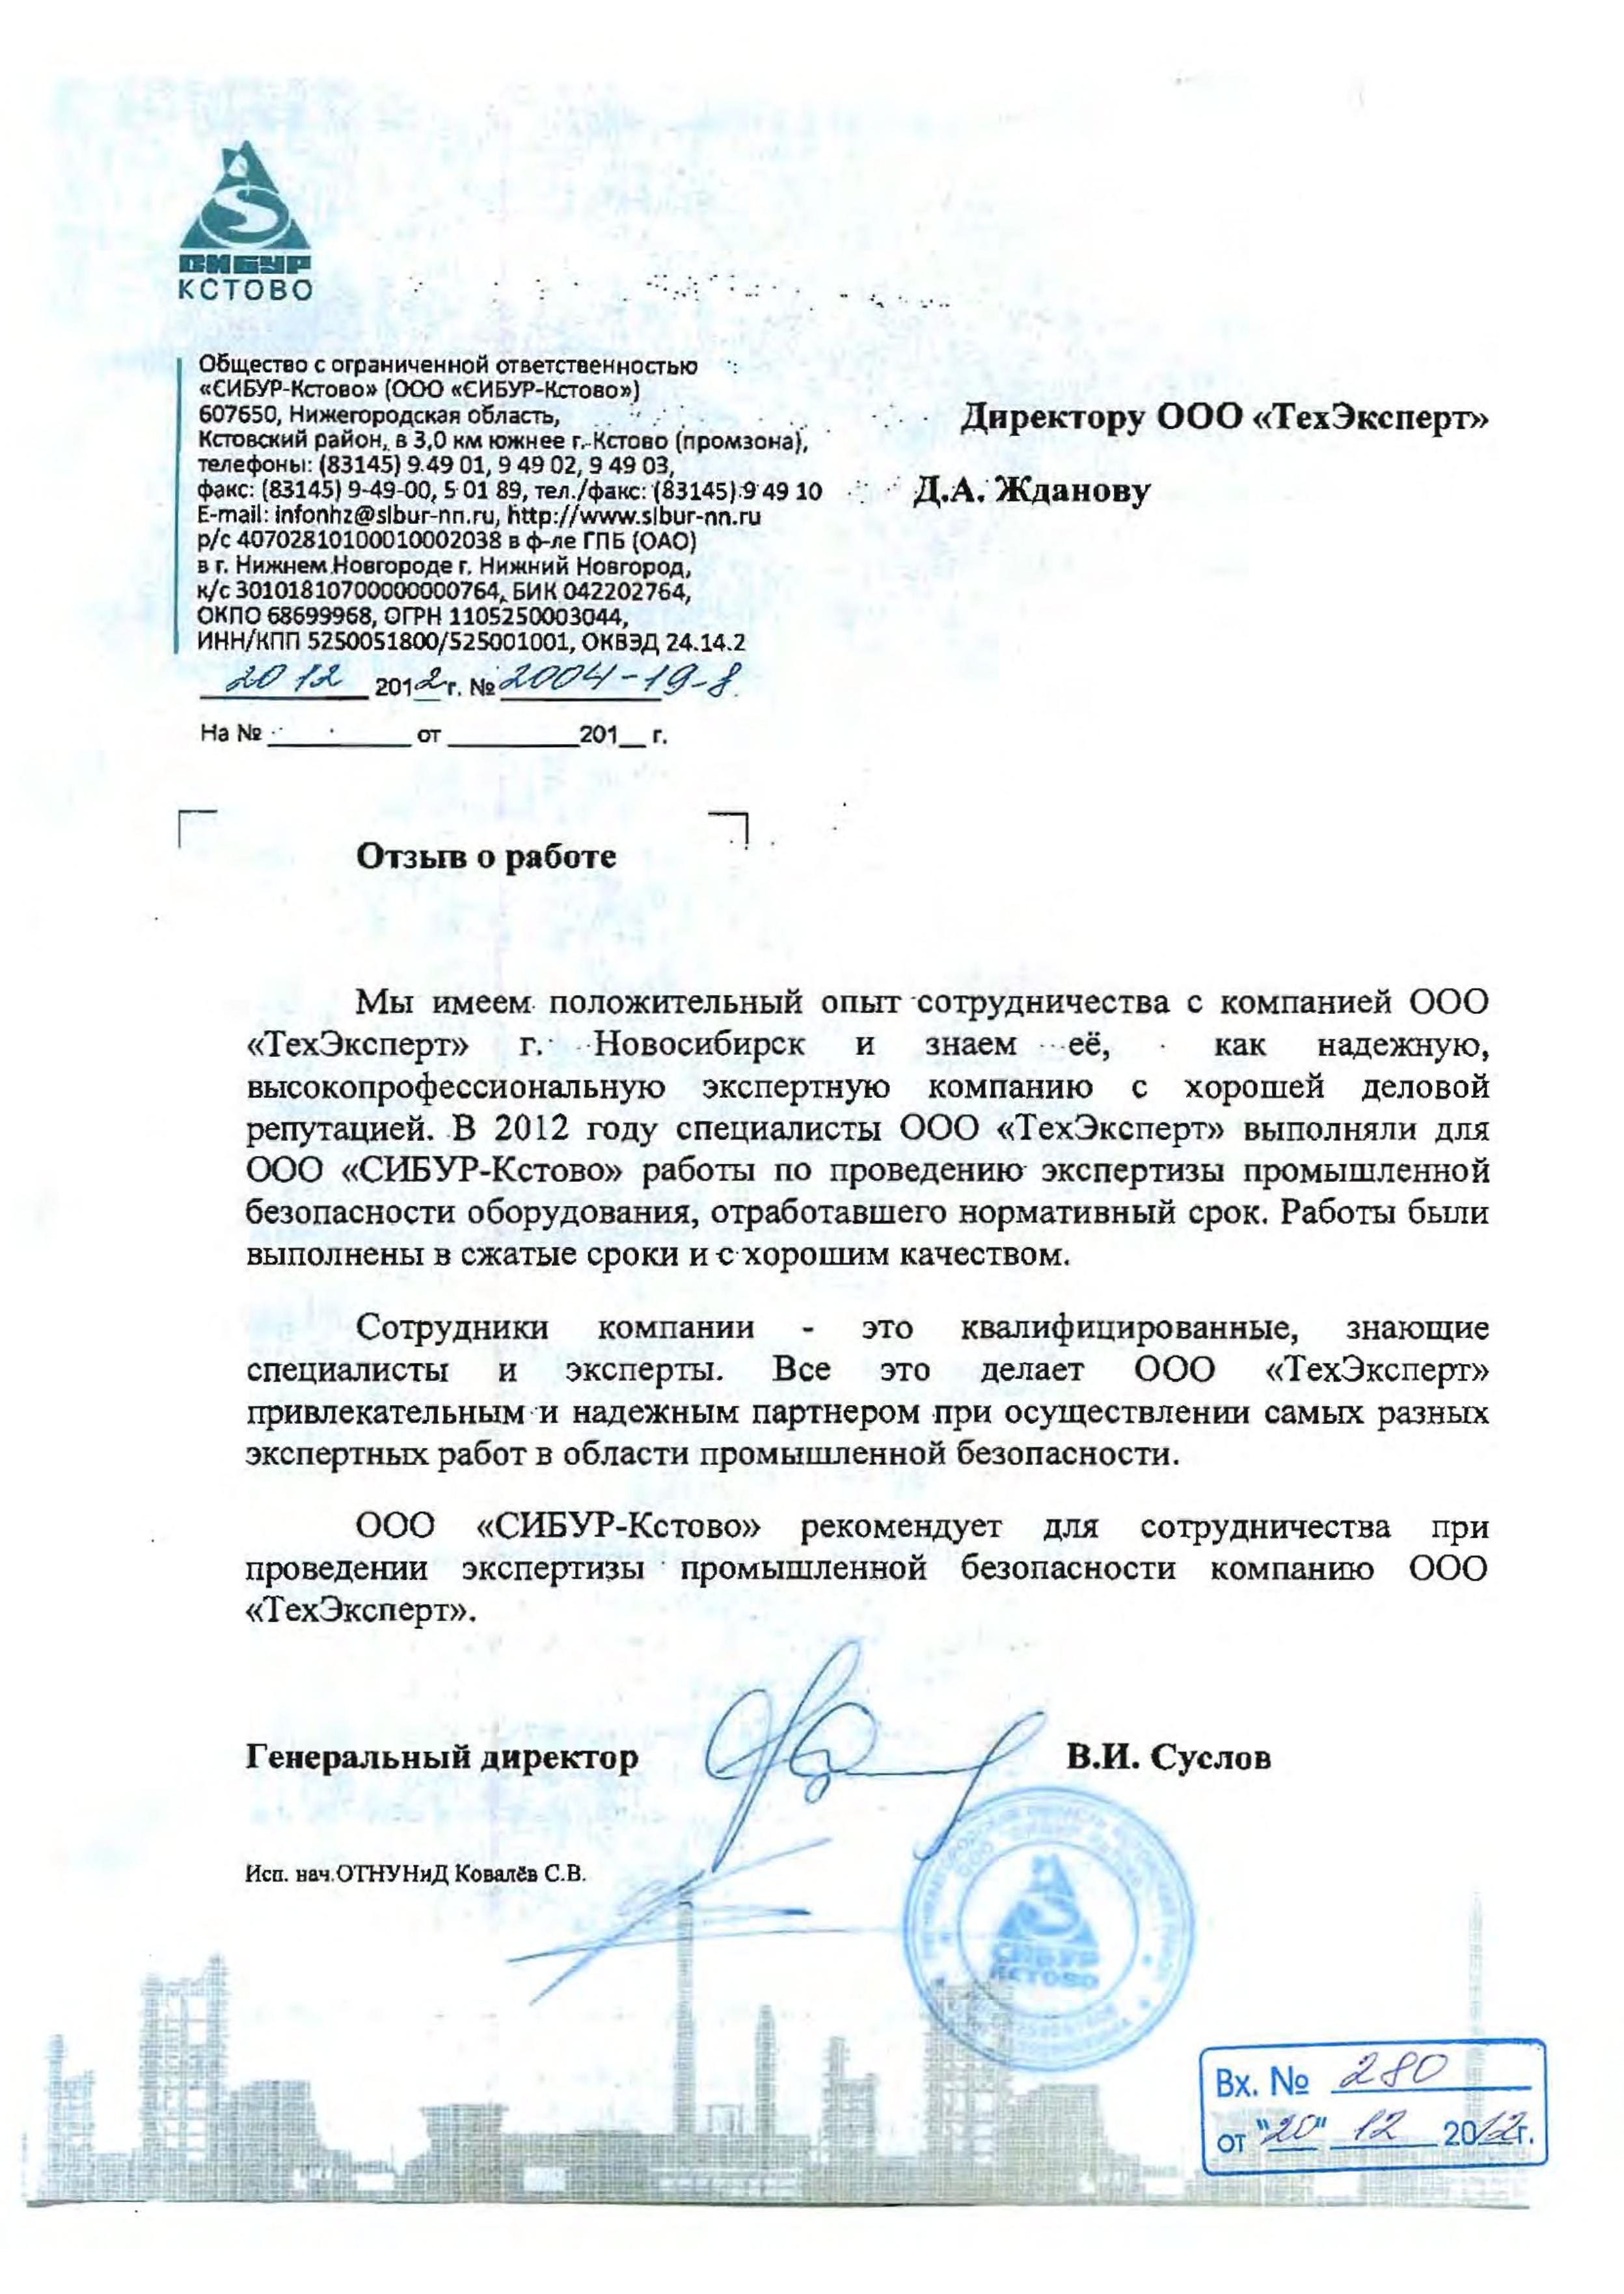 СИБУР
КСТОВО
Общество с ограниченной ответственностью
«СИБУР-Кстово» (ООО «СИБУР-Кстово»)
607650, Нижегородская область,
Кстовский район, в 3,0 км южнее г. Кстово (промзона),
телефоны: (83145) 9 49 01, 9 49 02, 9 49 03,
факс: (83145) 9-49-00, 5 01 89, тел./факс: (83145) 9 49 10
E-mail: infonhz@sibur-nn.ru, http://www.sibur-nn.ru
р/с 40702810100010002038 в ф-ле ГПБ (ОАО)
в г. Нижнем Новгороде г. Нижний Новгород,
к/с 30101810700000000764, БИК 042202764,
ОКПО 68699968, ОГРН 1105250003044,
ИНН/КПП 5250051800/525001001, ОКВЭД 24.14.2
20 12 2012 г. № 2004-19-8
На № от 201 г.
Директору ООО «ТехЭксперт»
Д.А. Жданову
Отзыв о работе
Мы имеем положительный опыт сотрудничества с компанией ООО
«ТехЭксперт» г. Новосибирск и знаем её, как надежную,
высокопрофессиональную экспертную компанию с хорошей деловой
репутацией. В 2012 году специалисты ООО «ТехЭксперт» выполняли для
ООО «СИБУР-Кстово» работы по проведению экспертизы промышленной
безопасности оборудования, отработавшего нормативный срок. Работы были
выполнены в сжатые сроки и с хорошим качеством.
Сотрудники компании - это квалифицированные, знающие
специалисты и эксперты. Все это делает ООО «ТехЭксперт»
привлекательным и надежным партнером при осуществлении самых разных
экспертных работ в области промышленной безопасности.
ООО «СИБУР-Кстово» рекомендует для сотрудничества при
проведении экспертизы промышленной безопасности компанию ООО
«ТехЭксперт».
Генеральный директор В.И. Суслов
Исп. нач.ОТНУНиД Ковалёв С.В.
СИБУР
КСТОВО
Вх. № 280
от "20" 12 2012г.